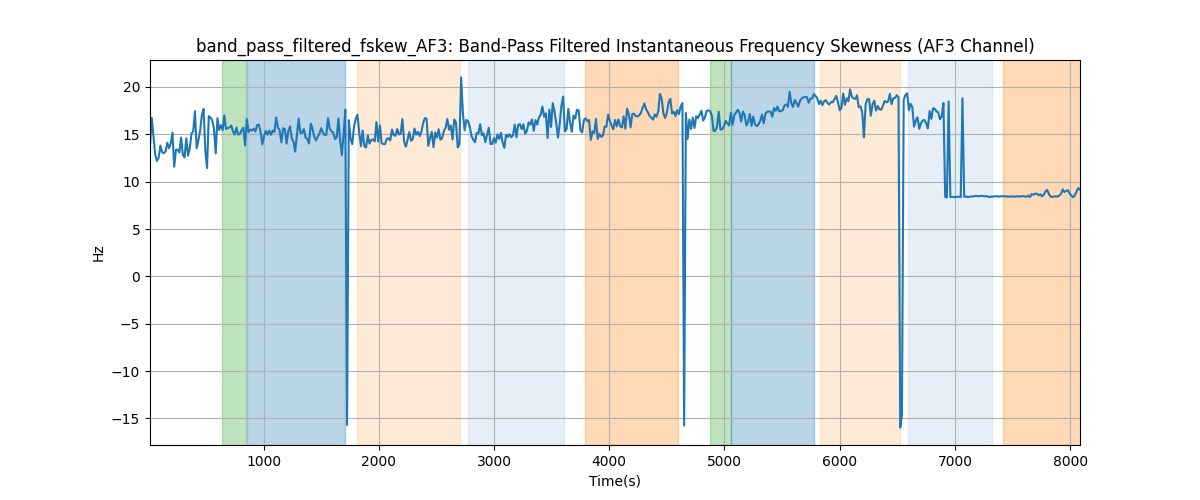 band_pass_filtered_fskew_AF3: Band-Pass Filtered Instantaneous Frequency Skewness (AF3 Channel)
20
15
10
5
0
−5
−10
−15
Hz
1000 2000 3000 4000 5000 6000 7000 8000
Time(s)